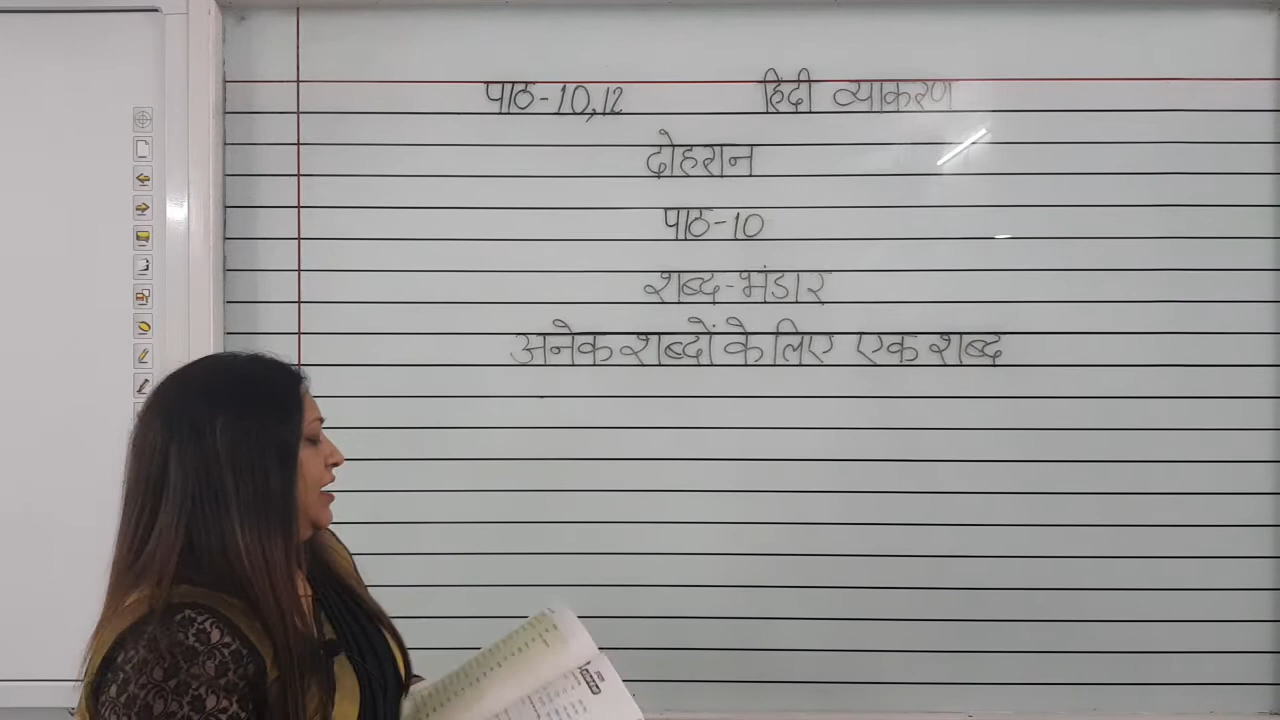 पाठ-10,12 हिंदी व्याकरण
दोहरान
पाठ-10
शब्द-भंडार
अनेक शब्दों के लिए एक शब्द